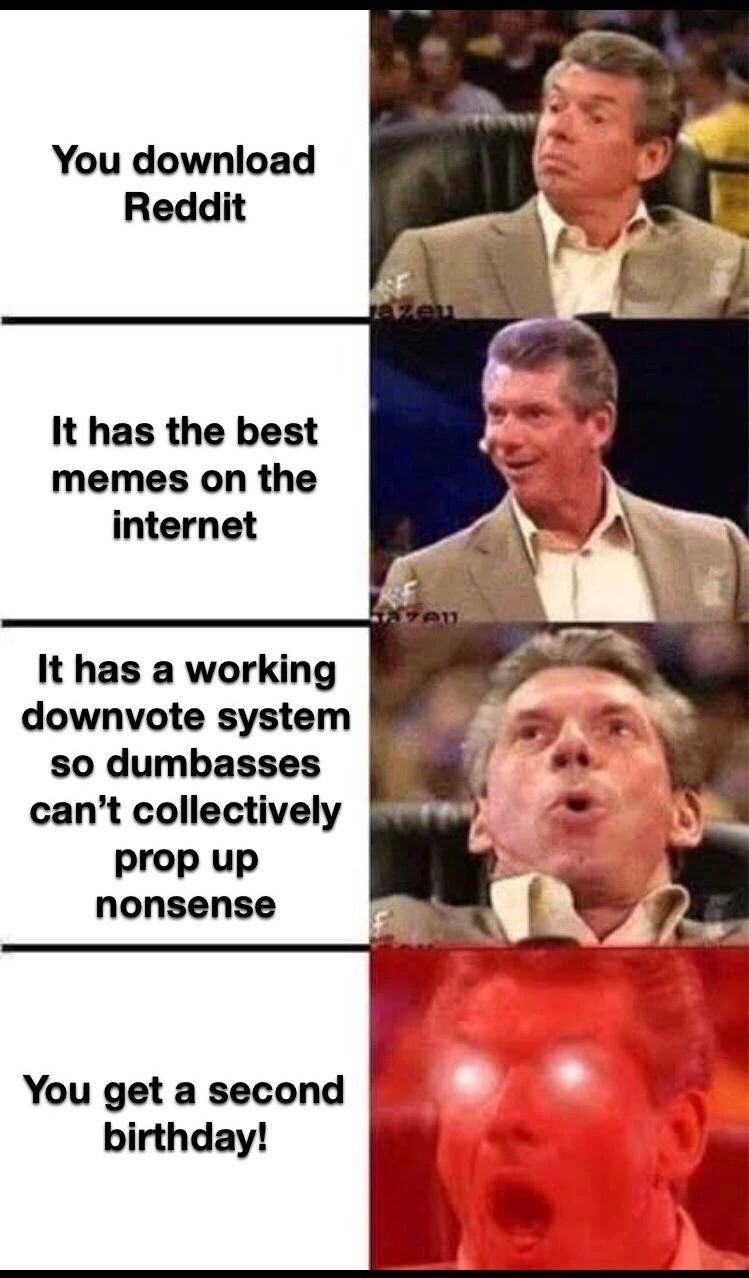 You download
Reddit
It has the best
memes on the
internet
It has a working
downvote system
so dumbasses
can’t collectively
prop up
nonsense
You get a second
birthday!